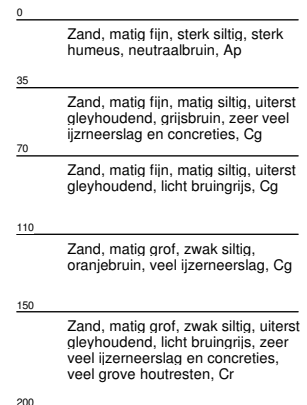 0
Zand, matig fijn, sterk siltig, sterk
humeus, neutraalbruin, Ap
35
Zand, matig fijn, matig siltig, uiterst
gleyhoudend, grijsbruin, zeer veel
ijzrneerslag en concreties, Cg
70
Zand, matig fijn, matig siltig, uiterst
gleyhoudend, licht bruingrijs, Cg
110
Zand, matig grof, zwak siltig,
oranjebruin, veel ijzerneerslag, Cg
150
Zand, matig grof, zwak siltig, uiterst
gleyhoudend, licht bruingrijs, zeer
veel ijzerneerslag en concreties,
veel grove houtresten, Cr
200